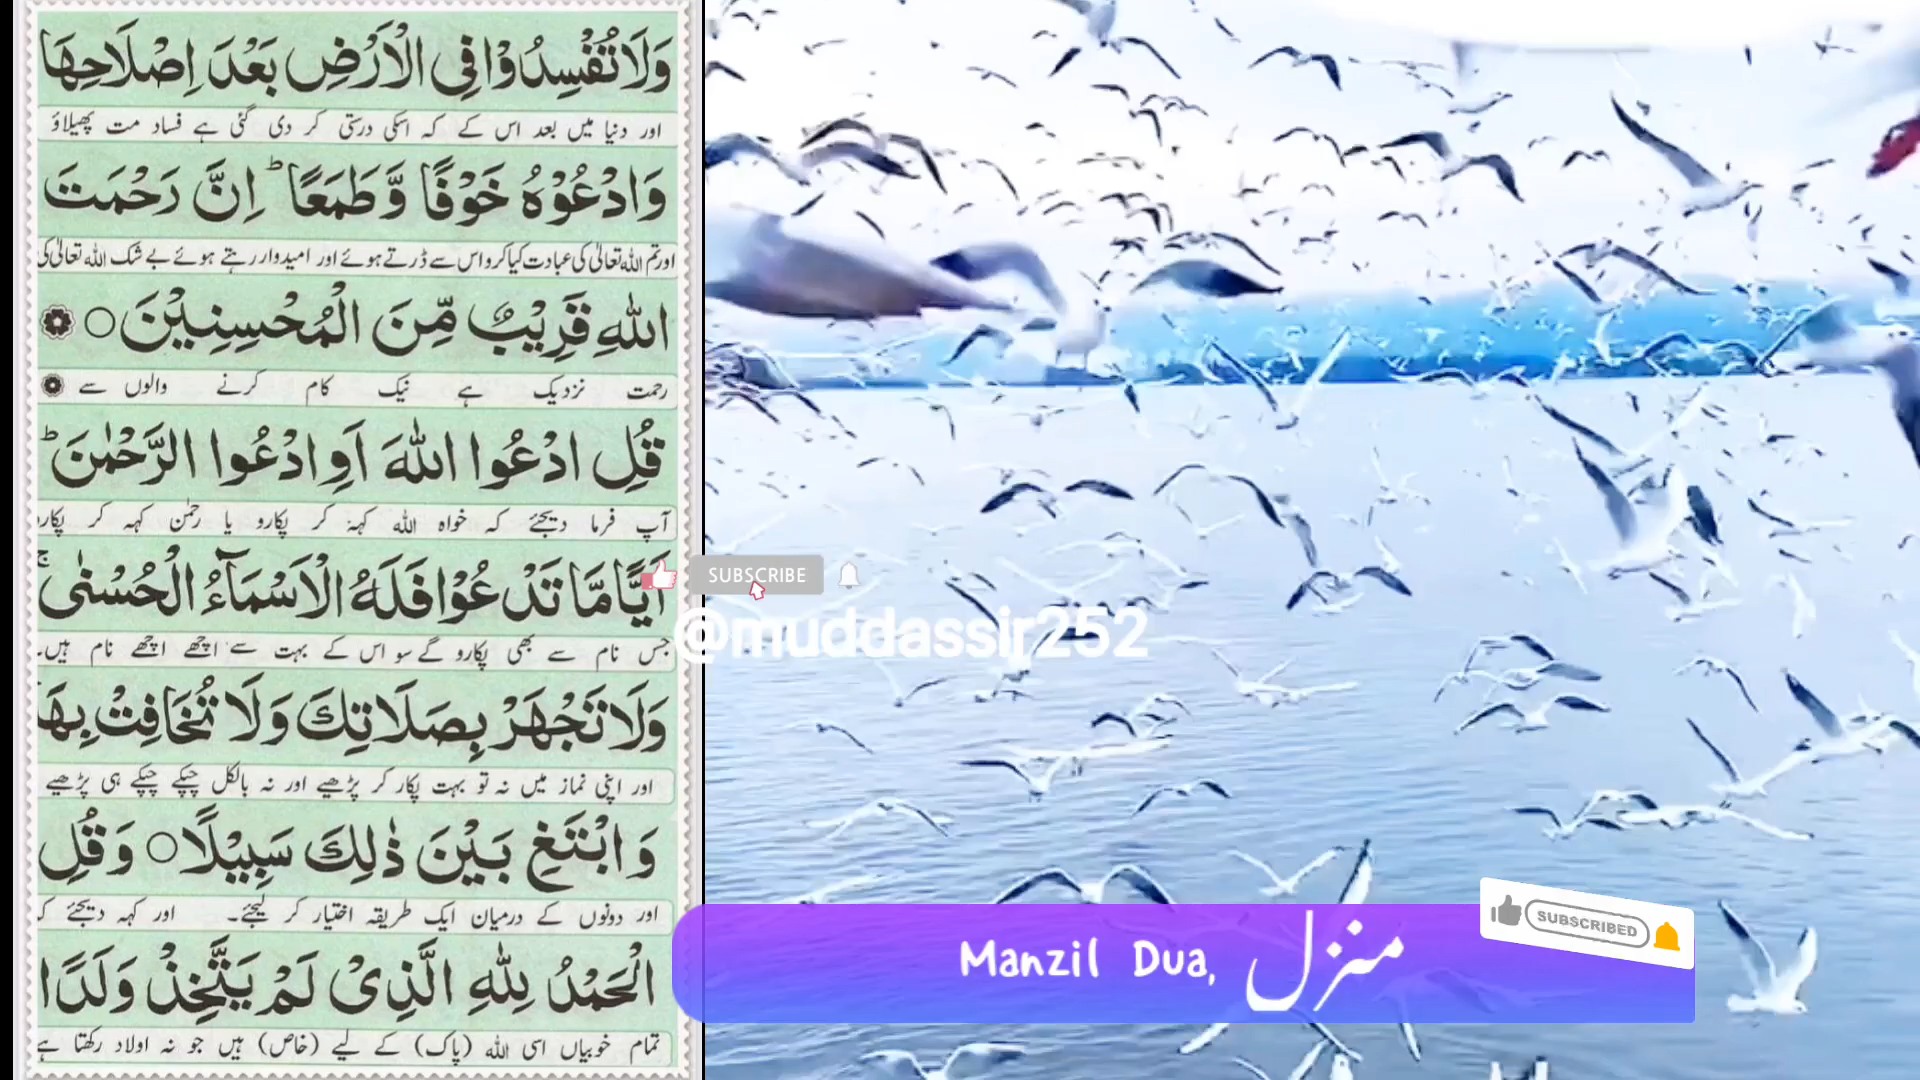 وَلَا تُفْسِدُوْا فِى الْاَرْضِ بَعْدَ اِصْلَاحِهَا
اور دنیا میں بعد اس کے کہ اسکی درستی کر دی گئی ہے فساد مت پھیلاؤ
وَادْعُوْهُ خَوْفًا وَّطَمَعًا ؕ اِنَّ رَحْمَتَ
اور تم اللہ تعالیٰ کی عبادت کیا کرو اس سے ڈرتے ہوئے اور امیدوار رہتے ہوئے بے شک اللہ تعالیٰ کی
اللهِ قَرِيْبٌ مِّنَ الْمُحْسِنِيْنَ ○
رحمت نزدیک ہے نیک کام کرنے والوں سے
قُلِ ادْعُوا اللهَ اَوِ ادْعُوا الرَّحْمٰنَ ؕ
آپ فرما دیجئے کہ خواہ اللہ کہہ کر پکارو یا رحمٰن کہہ کر پکارو
اَيًّا مَّا تَدْعُوْا فَلَهُ الْاَسْمَآءُ الْحُسْنٰى ۚ
جس نام سے بھی پکارو گے سو اس کے بہت سے اچھے اچھے نام ہیں۔
وَلَا تَجْهَرْ بِصَلَاتِكَ وَلَا تُخَافِتْ بِهَا
اور اپنی نماز میں نہ تو بہت پکار کر پڑھیے اور نہ بالکل چپکے چپکے ہی پڑھیے
وَابْتَغِ بَيْنَ ذٰلِكَ سَبِيْلًا ○ وَقُلِ
اور دونوں کے درمیان ایک طریقہ اختیار کر لیجئے۔ اور کہہ دیجئے کہ
الْحَمْدُ لِلّٰهِ الَّذِىْ لَمْ يَتَّخِذْ وَلَدًا
تمام خوبیاں اسی اللہ (پاک) کے لیے (خاص) ہیں جو نہ اولاد رکھتا ہے
SUBSCRIBE
@muddassir252
SUBSCRIBED
Manzil Dua, منزل